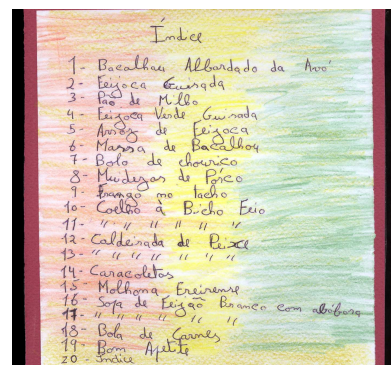 Índice
1- Bacalhau Albardado da Avó
2- Feijoca Guisada
3- Pão de Milho
4- Feijoca Verde Guisada
5- Arroz de Feijoca
6- Massa de Bacalhau
7- Bolo de chouriço
8- Miudezas de Porco
9- Frango no tacho
10- Coelho à Bicho Feio
11- " " " " "
12- Caldeirada de Peixe
13- " " " " "
14- Caracoletas
15- Molhona Ereirense
16- Sopa de Feijão Branco com abóbora
17- " " " " "
18- Bola de Carnes
19- Bom Apetite
20- Índice